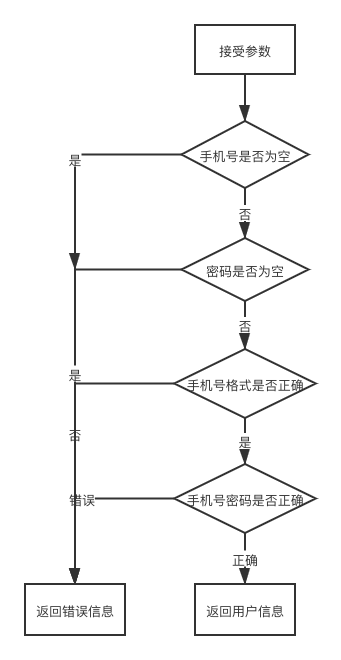 接受参数
手机号是否为空
是
否
密码是否为空
否
手机号格式是否正确
是
否
是
手机号密码是否正确
错误
正确
返回错误信息
返回用户信息